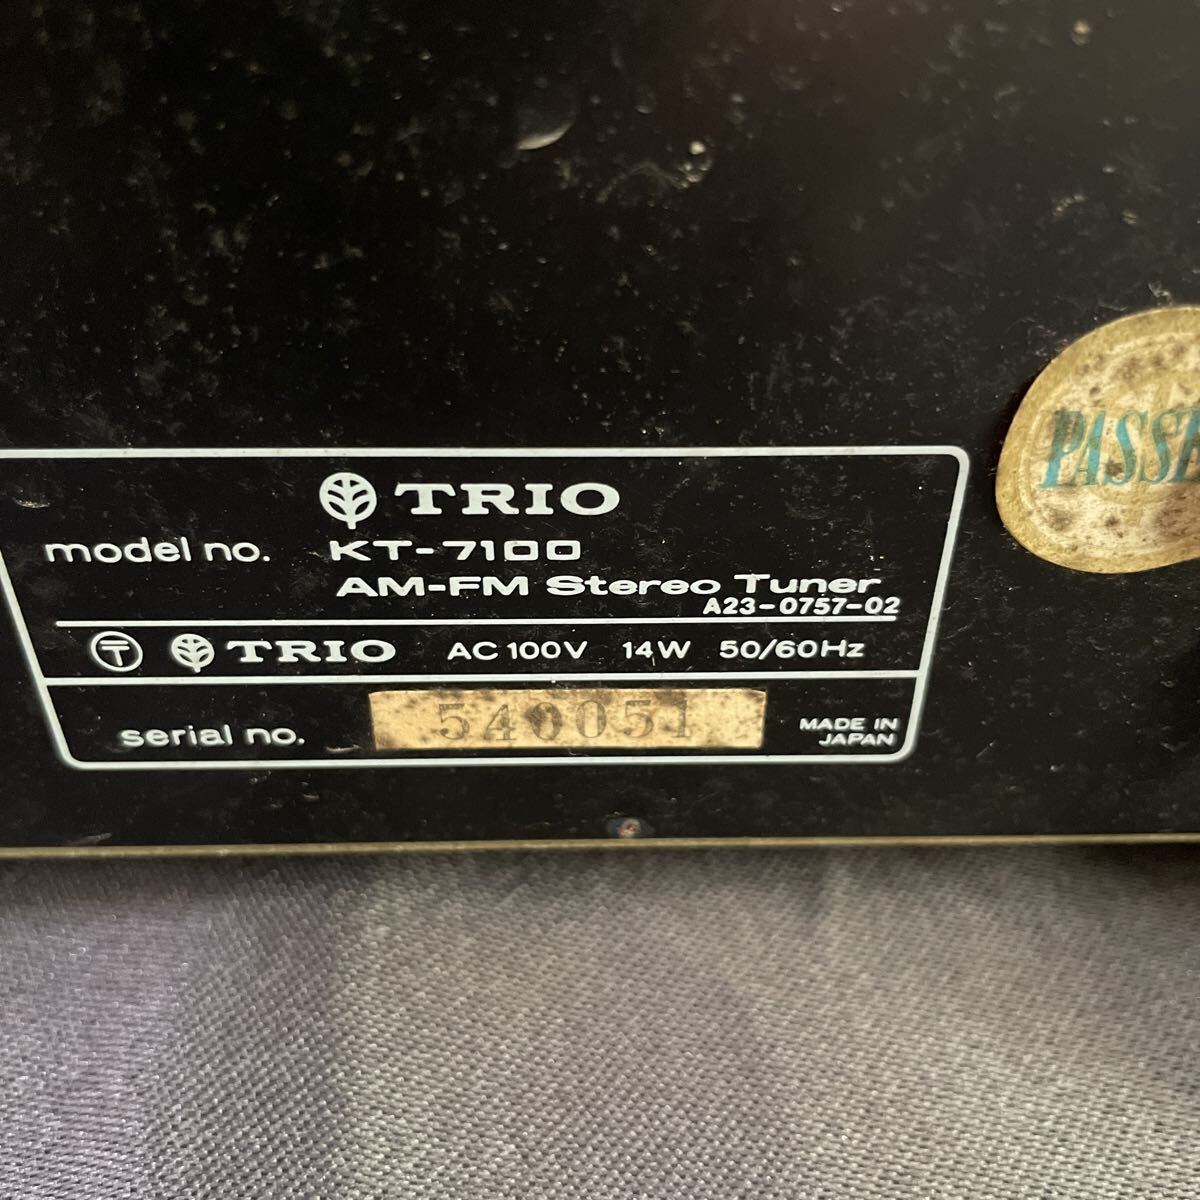 TRIO
model no. KT-7100
AM-FM Stereo Tuner
A23-0757-02
T TRIO AC 100V 14W 50/60Hz
serial no. 540051
MADE IN
JAPAN
PASSE